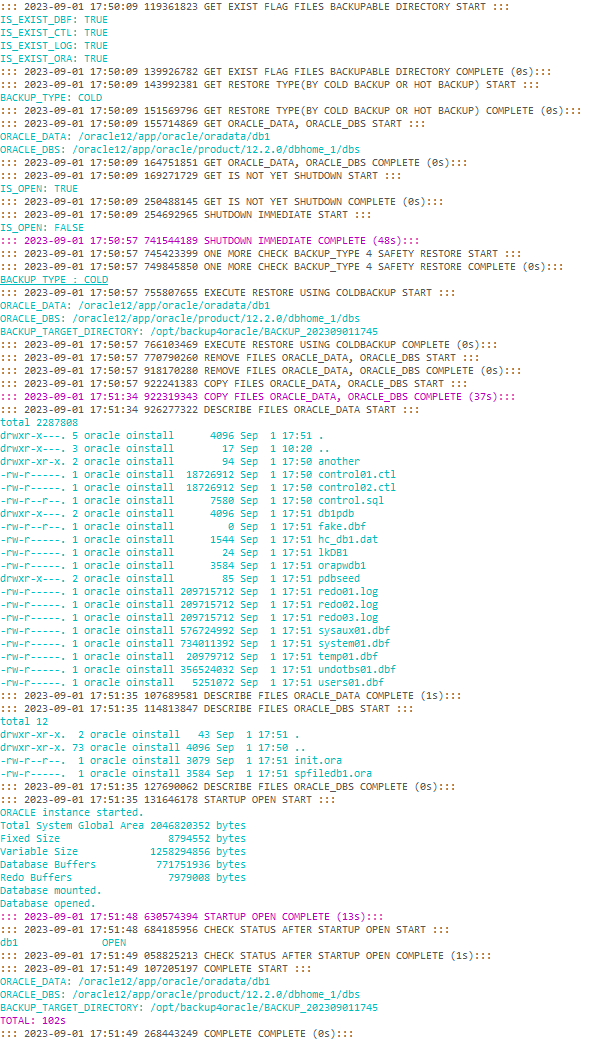 ::: 2023-09-01 17:50:09 119361823 GET EXIST FLAG FILES BACKUPABLE DIRECTORY START :::
IS_EXIST_DBF: TRUE
IS_EXIST_CTL: TRUE
IS_EXIST_LOG: TRUE
IS_EXIST_ORA: TRUE
::: 2023-09-01 17:50:09 139926782 GET EXIST FLAG FILES BACKUPABLE DIRECTORY COMPLETE (0s):::
::: 2023-09-01 17:50:09 143992381 GET RESTORE TYPE(BY COLD BACKUP OR HOT BACKUP) START :::
BACKUP_TYPE: COLD
::: 2023-09-01 17:50:09 151569796 GET RESTORE TYPE(BY COLD BACKUP OR HOT BACKUP) COMPLETE (0s):::
::: 2023-09-01 17:50:09 155714869 GET ORACLE_DATA, ORACLE_DBS START :::
ORACLE_DATA: /oracle12/app/oracle/oradata/db1
ORACLE_DBS: /oracle12/app/oracle/product/12.2.0/dbhome_1/dbs
::: 2023-09-01 17:50:09 164751851 GET ORACLE_DATA, ORACLE_DBS COMPLETE (0s):::
::: 2023-09-01 17:50:09 169271729 GET IS NOT YET SHUTDOWN START :::
IS_OPEN: TRUE
::: 2023-09-01 17:50:09 250488145 GET IS NOT YET SHUTDOWN COMPLETE (0s):::
::: 2023-09-01 17:50:09 254692965 SHUTDOWN IMMEDIATE START :::
IS_OPEN: FALSE
::: 2023-09-01 17:50:57 741544189 SHUTDOWN IMMEDIATE COMPLETE (48s):::
::: 2023-09-01 17:50:57 745423399 ONE MORE CHECK BACKUP_TYPE 4 SAFETY RESTORE START :::
::: 2023-09-01 17:50:57 749845850 ONE MORE CHECK BACKUP_TYPE 4 SAFETY RESTORE COMPLETE (0s):::
BACKUP TYPE : COLD
::: 2023-09-01 17:50:57 755807655 EXECUTE RESTORE USING COLDBACKUP START :::
ORACLE_DATA: /oracle12/app/oracle/oradata/db1
ORACLE_DBS: /oracle12/app/oracle/product/12.2.0/dbhome_1/dbs
BACKUP_TARGET_DIRECTORY: /opt/backup4oracle/BACKUP_202309011745
::: 2023-09-01 17:50:57 766103469 EXECUTE RESTORE USING COLDBACKUP COMPLETE (0s):::
::: 2023-09-01 17:50:57 770790260 REMOVE FILES ORACLE_DATA, ORACLE_DBS START :::
::: 2023-09-01 17:50:57 918170280 REMOVE FILES ORACLE_DATA, ORACLE_DBS COMPLETE (0s):::
::: 2023-09-01 17:50:57 922241383 COPY FILES ORACLE_DATA, ORACLE_DBS START :::
::: 2023-09-01 17:51:34 922319343 COPY FILES ORACLE_DATA, ORACLE_DBS COMPLETE (37s):::
::: 2023-09-01 17:51:34 926277322 DESCRIBE FILES ORACLE_DATA START :::
total 2287808
drwxr-x---. 5 oracle oinstall      4096 Sep  1 17:51 .
drwxr-x---. 3 oracle oinstall        17 Sep  1 10:20 ..
drwxr-xr-x. 2 oracle oinstall        94 Sep  1 17:50 another
-rw-r-----. 1 oracle oinstall  18726912 Sep  1 17:50 control01.ctl
-rw-r-----. 1 oracle oinstall  18726912 Sep  1 17:50 control02.ctl
-rw-r--r--. 1 oracle oinstall      7580 Sep  1 17:50 control.sql
drwxr-x---. 2 oracle oinstall      4096 Sep  1 17:51 db1pdb
-rw-r--r--. 1 oracle oinstall         0 Sep  1 17:51 fake.dbf
-rw-r-----. 1 oracle oinstall      1544 Sep  1 17:51 hc_db1.dat
-rw-r-----. 1 oracle oinstall        24 Sep  1 17:51 lkDB1
-rw-r-----. 1 oracle oinstall      3584 Sep  1 17:51 orapwdb1
drwxr-x---. 2 oracle oinstall        85 Sep  1 17:51 pdbseed
-rw-r-----. 1 oracle oinstall 209715712 Sep  1 17:51 redo01.log
-rw-r-----. 1 oracle oinstall 209715712 Sep  1 17:51 redo02.log
-rw-r-----. 1 oracle oinstall 209715712 Sep  1 17:51 redo03.log
-rw-r-----. 1 oracle oinstall 576724992 Sep  1 17:51 sysaux01.dbf
-rw-r-----. 1 oracle oinstall 734011392 Sep  1 17:51 system01.dbf
-rw-r-----. 1 oracle oinstall  20979712 Sep  1 17:51 temp01.dbf
-rw-r-----. 1 oracle oinstall 356524032 Sep  1 17:51 undotbs01.dbf
-rw-r-----. 1 oracle oinstall   5251072 Sep  1 17:51 users01.dbf
::: 2023-09-01 17:51:35 107689581 DESCRIBE FILES ORACLE_DATA COMPLETE (1s):::
::: 2023-09-01 17:51:35 114813847 DESCRIBE FILES ORACLE_DBS START :::
total 12
drwxr-xr-x.  2 oracle oinstall   43 Sep  1 17:51 .
drwxr-xr-x. 73 oracle oinstall 4096 Sep  1 17:50 ..
-rw-r--r--.  1 oracle oinstall 3079 Sep  1 17:51 init.ora
-rw-r-----.  1 oracle oinstall 3584 Sep  1 17:51 spfiledb1.ora
::: 2023-09-01 17:51:35 127690062 DESCRIBE FILES ORACLE_DBS COMPLETE (0s):::
::: 2023-09-01 17:51:35 131646178 STARTUP OPEN START :::
ORACLE instance started.
Total System Global Area 2046820352 bytes
Fixed Size                  8794552 bytes
Variable Size            1258294856 bytes
Database Buffers          771751936 bytes
Redo Buffers                7979008 bytes
Database mounted.
Database opened.
::: 2023-09-01 17:51:48 630574394 STARTUP OPEN COMPLETE (13s):::
::: 2023-09-01 17:51:48 684185956 CHECK STATUS AFTER STARTUP OPEN START :::
db1              OPEN
::: 2023-09-01 17:51:49 058825213 CHECK STATUS AFTER STARTUP OPEN COMPLETE (1s):::
::: 2023-09-01 17:51:49 107205197 COMPLETE START :::
ORACLE_DATA: /oracle12/app/oracle/oradata/db1
ORACLE_DBS: /oracle12/app/oracle/product/12.2.0/dbhome_1/dbs
BACKUP_TARGET_DIRECTORY: /opt/backup4oracle/BACKUP_202309011745
TOTAL: 102s
::: 2023-09-01 17:51:49 268443249 COMPLETE COMPLETE (0s):::